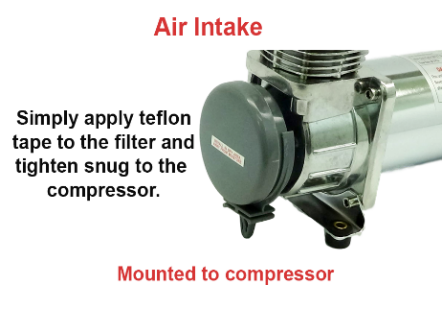 Air Intake
Simply apply teflon
tape to the filter and
tighten snug to the
compressor.
Mounted to compressor